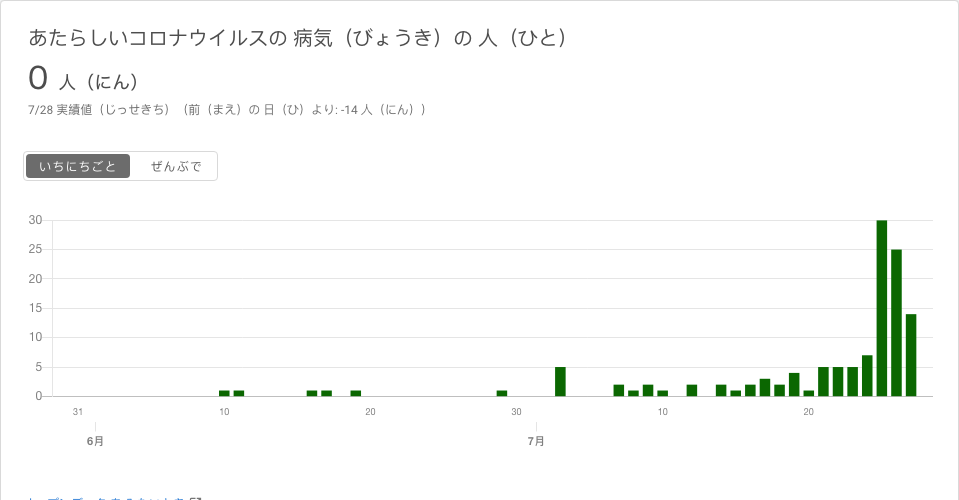 あたらしいコロナウイルスの 病気（びょうき）の 人（ひと）
0 人（にん）
7/28 実績値（じっせきち）（前（まえ）の 日（ひ）より: -14 人（にん））
いちにちごと ぜんぶで
30
25
20
15
10
5
0
31 10 20 30 10 20
6月 7月